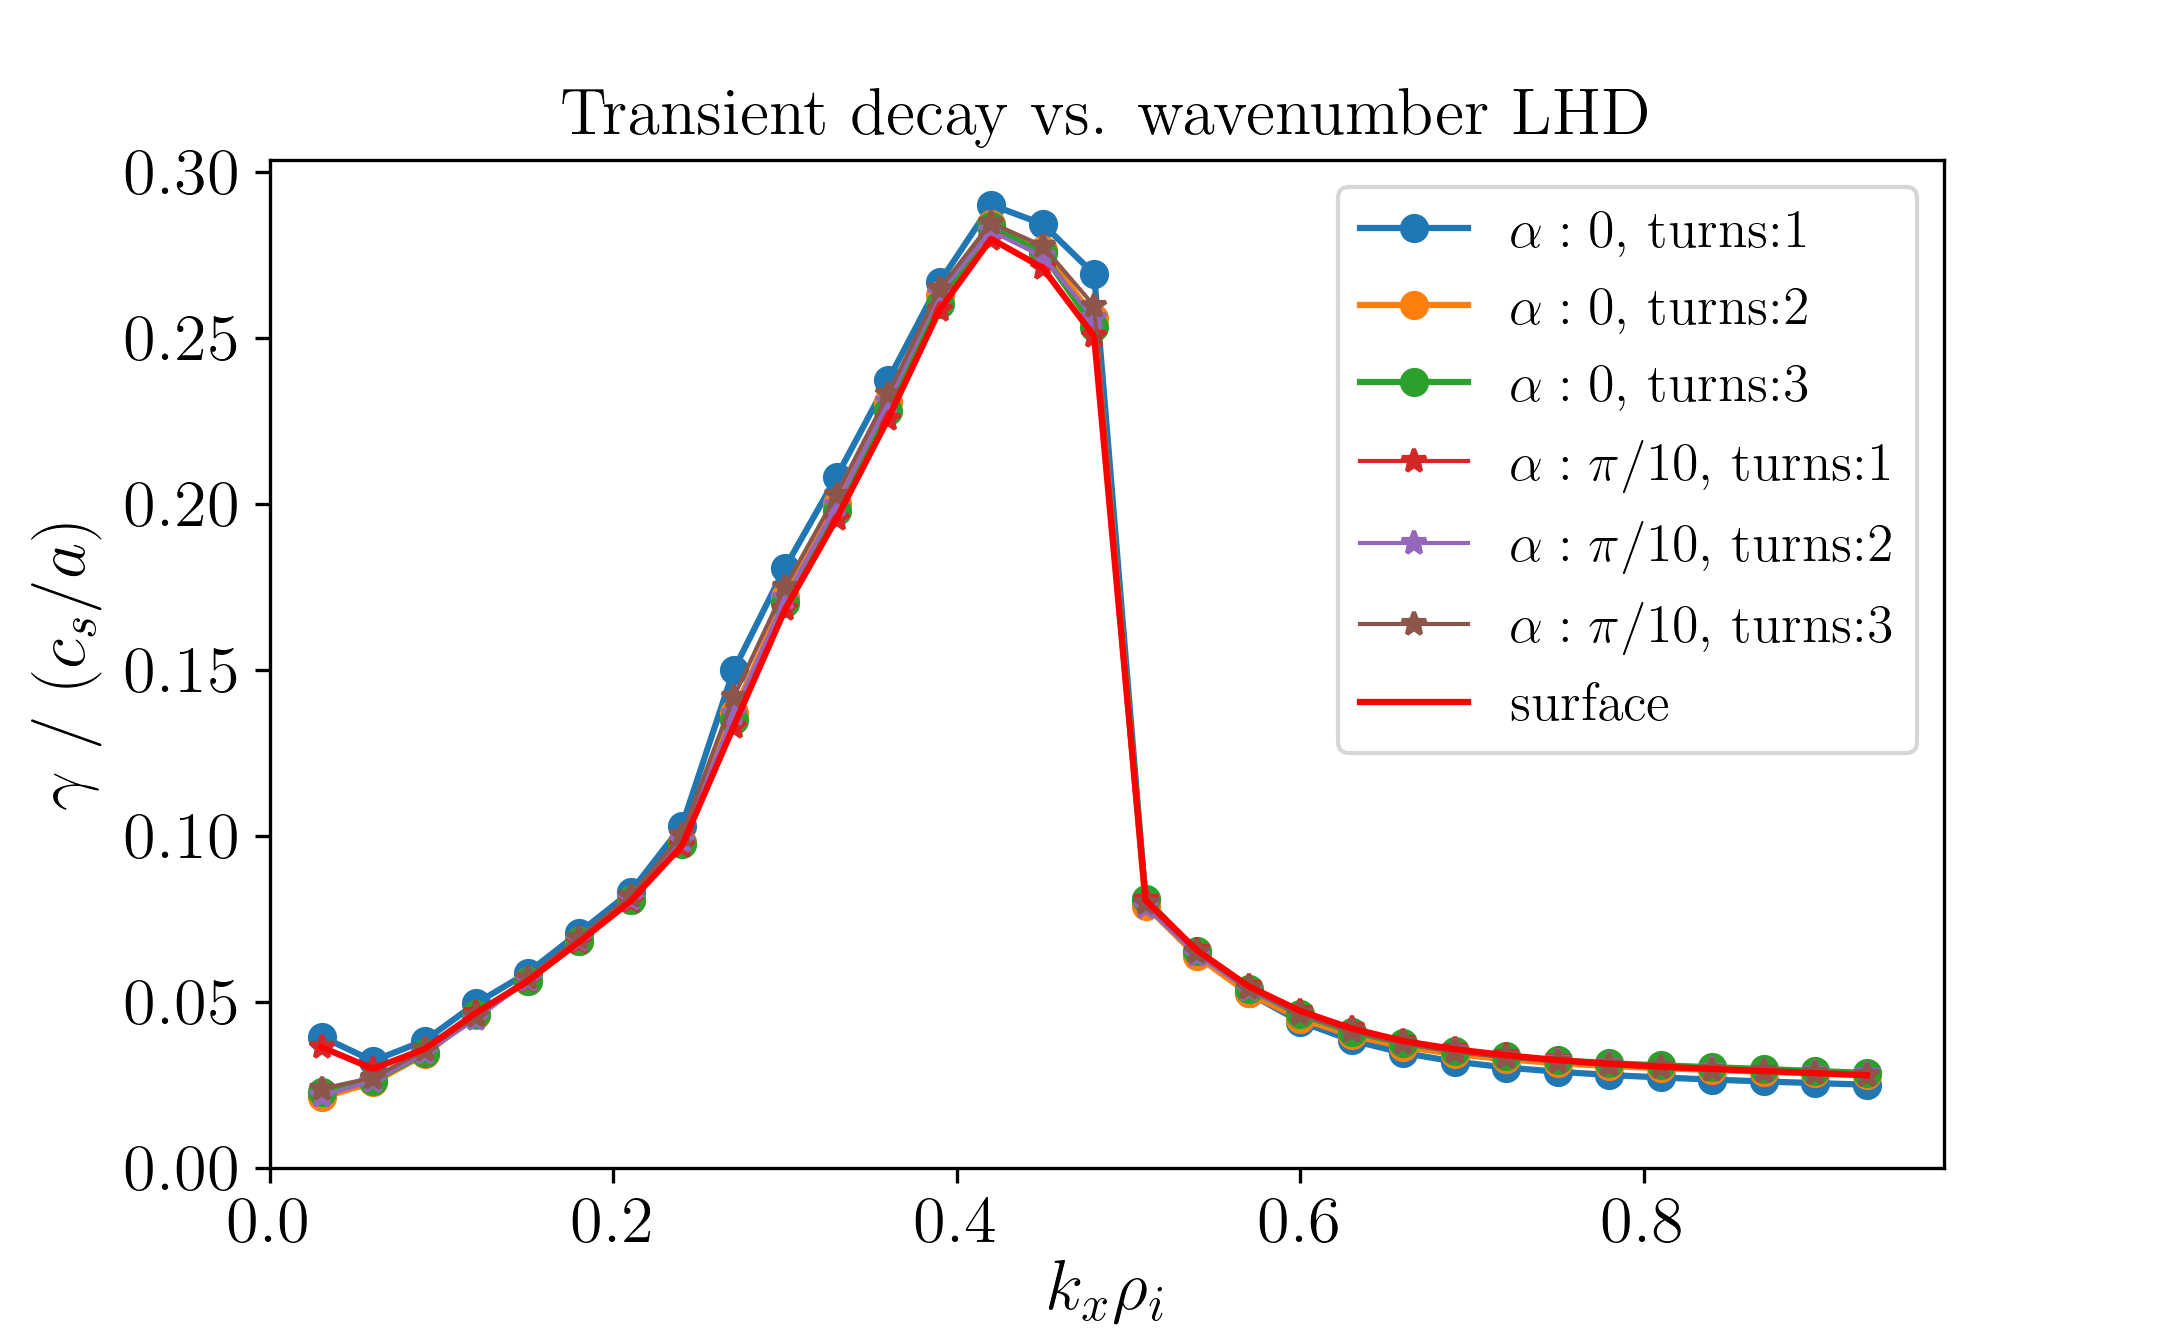 Transient decay vs. wavenumber LHD
γ / (c_s/a)
0.30
0.25
0.20
0.15
0.10
0.05
0.00
α : 0, turns:1
α : 0, turns:2
α : 0, turns:3
α : π/10, turns:1
α : π/10, turns:2
α : π/10, turns:3
surface
0.0 0.2 0.4 0.6 0.8
k_xρ_i